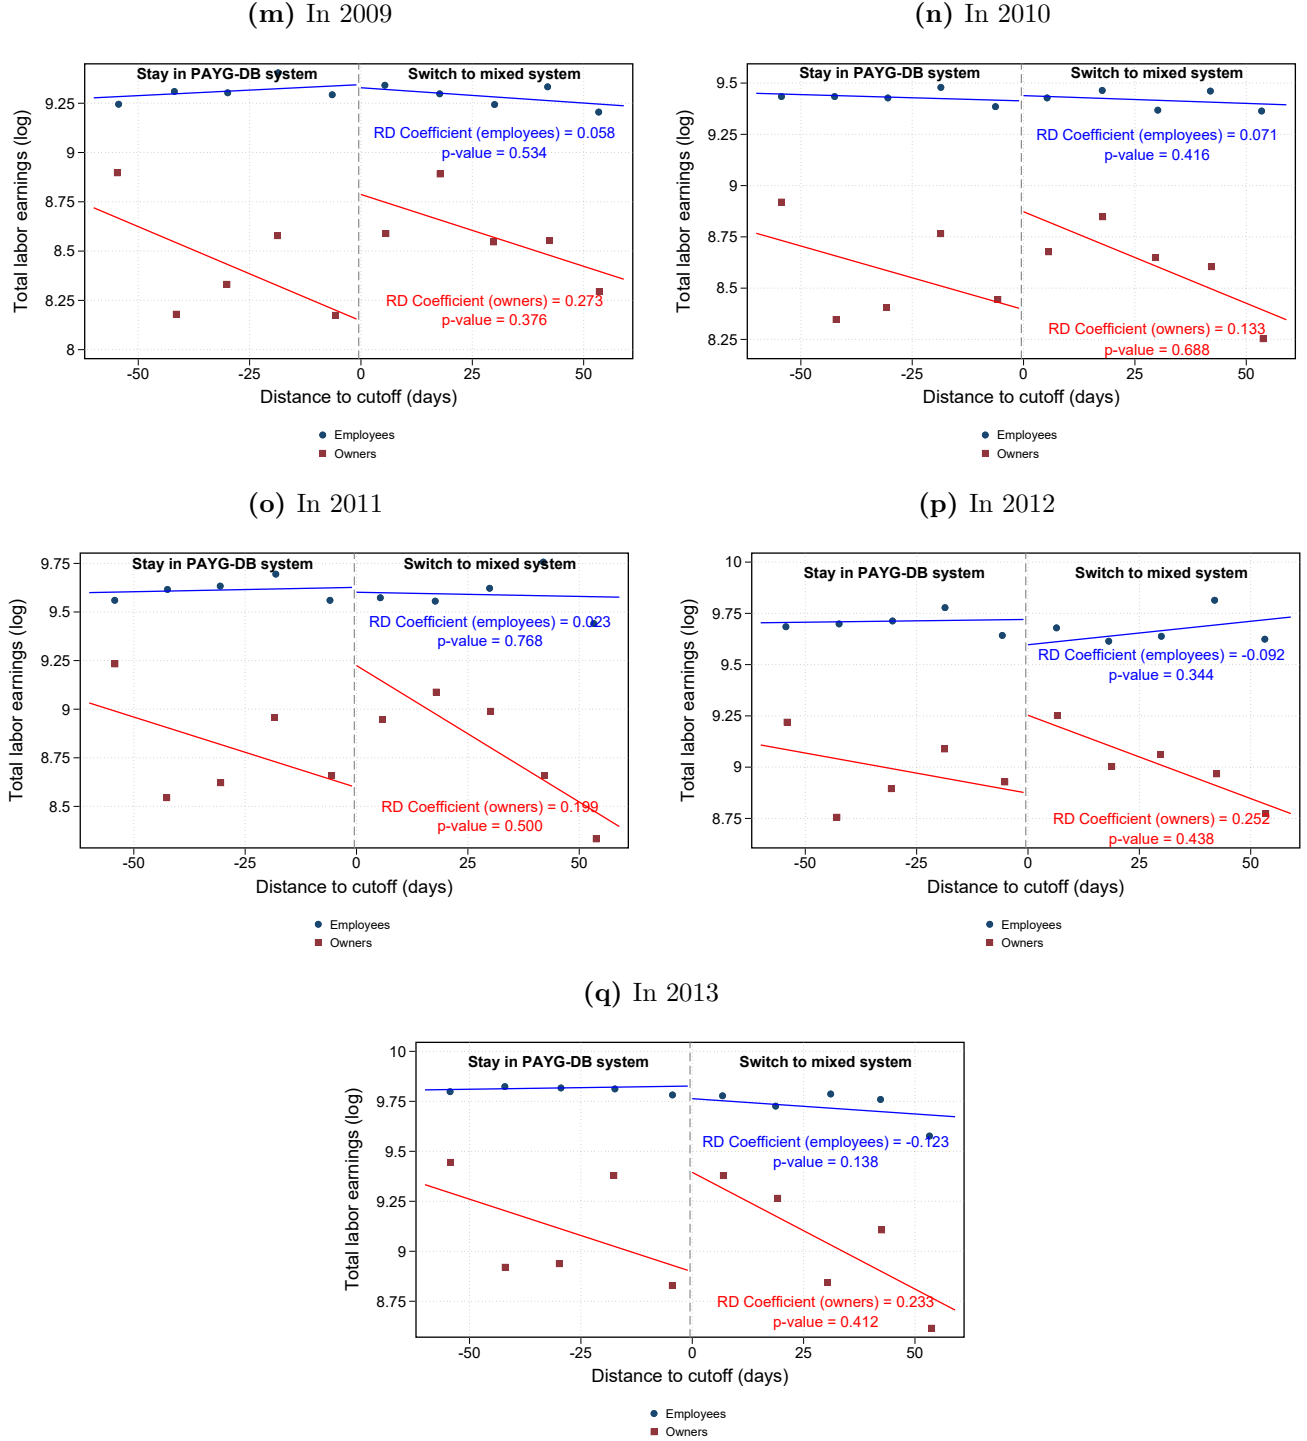 (m) In 2009
Stay in PAYG-DB system
Switch to mixed system
Total labor earnings (log)
9.25
9
8.75
8.5
8.25
8
RD Coefficient (employees) = 0.058
p-value = 0.534
RD Coefficient (owners) = 0.273
p-value = 0.376
-50
-25
0
25
50
Distance to cutoff (days)
Employees
Owners
(n) In 2010
Stay in PAYG-DB system
Switch to mixed system
Total labor earnings (log)
9.5
9.25
9
8.75
8.5
8.25
RD Coefficient (employees) = 0.071
p-value = 0.416
RD Coefficient (owners) = 0.133
p-value = 0.688
-50
-25
0
25
50
Distance to cutoff (days)
Employees
Owners
(o) In 2011
Stay in PAYG-DB system
Switch to mixed system
Total labor earnings (log)
9.75
9.5
9.25
9
8.75
8.5
RD Coefficient (employees) = 0.023
p-value = 0.768
RD Coefficient (owners) = 0.199
p-value = 0.500
-50
-25
0
25
50
Distance to cutoff (days)
Employees
Owners
(p) In 2012
Stay in PAYG-DB system
Switch to mixed system
Total labor earnings (log)
10
9.75
9.5
9.25
9
8.75
RD Coefficient (employees) = -0.092
p-value = 0.344
RD Coefficient (owners) = 0.252
p-value = 0.438
-50
-25
0
25
50
Distance to cutoff (days)
Employees
Owners
(q) In 2013
Stay in PAYG-DB system
Switch to mixed system
Total labor earnings (log)
10
9.75
9.5
9.25
9
8.75
RD Coefficient (employees) = -0.123
p-value = 0.138
RD Coefficient (owners) = 0.233
p-value = 0.412
-50
-25
0
25
50
Distance to cutoff (days)
Employees
Owners